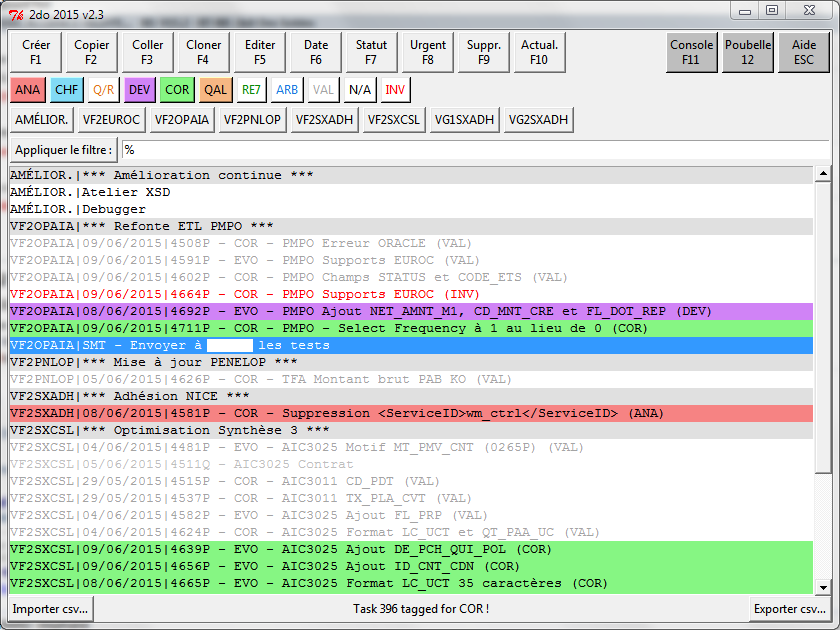 2do 2015 v2.3
Créer Copier Coller Cloner Editer Date Statut Urgent Suppr. Actual. Console Poubelle Aide
F1 F2 F3 F4 F5 F6 F7 F8 F9 F10 F11 12 ESC
ANA CHF Q/R DEV COR QAL RE7 ARB VAL N/A INV
AMÉLIOR. VF2EUROC VF2OPAIA VF2PNLOP VF2SXADH VF2SXCSL VG1SXADH VG2SXADH
Appliquer le filtre : %
AMÉLIOR.|*** Amélioration continue ***
AMÉLIOR.|Atelier XSD
AMÉLIOR.|Debugger
VF2OPAIA|*** Refonte ETL PMPO ***
VF2OPAIA|09/06/2015|4508P - COR - PMPO Erreur ORACLE (VAL)
VF2OPAIA|09/06/2015|4591P - EVO - PMPO Supports EUROC (VAL)
VF2OPAIA|09/06/2015|4602P - COR - PMPO Champs STATUS et CODE_ETS (VAL)
VF2OPAIA|09/06/2015|4664P - COR - PMPO Supports EUROC (INV)
VF2OPAIA|08/06/2015|4692P - EVO - PMPO Ajout NET_AMNT_M1, CD_MNT_CRE et FL_DOT_REP (DEV)
VF2OPAIA|09/06/2015|4711P - COR - PMPO - Select Frequency à 1 au lieu de 0 (COR)
VF2OPAIA|SMT - Envoyer à les tests
VF2PNLOP|*** Mise à jour PENELOP ***
VF2PNLOP|05/06/2015|4626P - COR - TFA Montant brut PAB KO (VAL)
VF2SXADH|*** Adhésion NICE ***
VF2SXADH|08/06/2015|4581P - COR - Suppression <ServiceID>wm_ctrl</ServiceID> (ANA)
VF2SXCSL|*** Optimisation Synthèse 3 ***
VF2SXCSL|04/06/2015|4481P - EVO - AIC3025 Motif MT_PMV_CNT (0265P) (VAL)
VF2SXCSL|05/06/2015|4511Q - AIC3025 Contrat
VF2SXCSL|29/05/2015|4515P - COR - AIC3011 CD_PDT (VAL)
VF2SXCSL|29/05/2015|4537P - COR - AIC3011 TX_PLA_CVT (VAL)
VF2SXCSL|04/06/2015|4582P - EVO - AIC3025 Ajout FL_PRP (VAL)
VF2SXCSL|04/06/2015|4624P - COR - AIC3025 Format LC_UCT et QT_PAA_UC (VAL)
VF2SXCSL|09/06/2015|4639P - EVO - AIC3025 Ajout DE_PCH_QUI_POL (COR)
VF2SXCSL|09/06/2015|4656P - EVO - AIC3025 Ajout ID_CNT_CDN (COR)
VF2SXCSL|08/06/2015|4665P - EVO - AIC3025 Format LC_UCT 35 caractères (COR)
Importer csv... Task 396 tagged for COR ! Exporter csv...